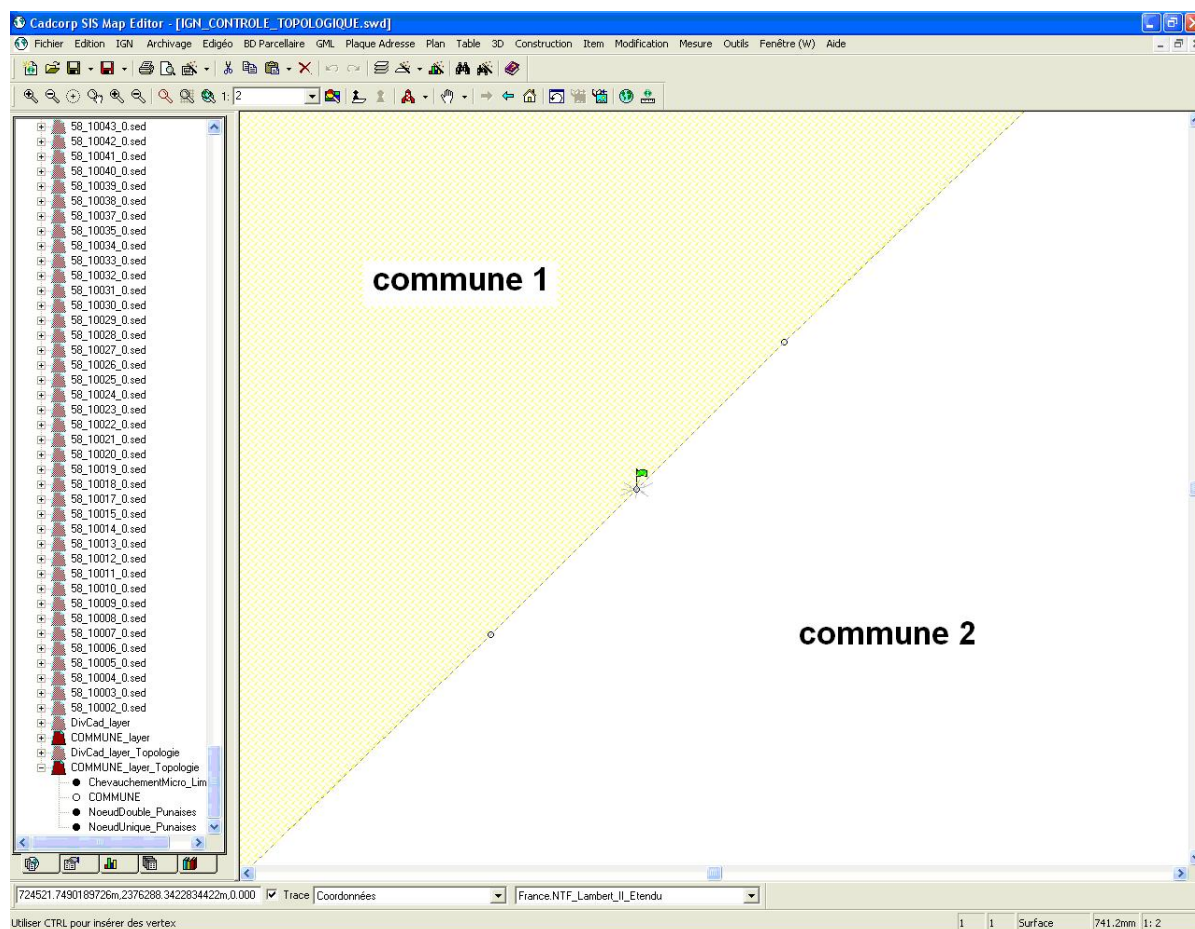 Cadcorp SIS Map Editor - [IGN_CONTROLE_TOPOLOGIQUE.swd]
Fichier Edition IGN Archivage Edigéo BD Parcellaire GML Plaque Adresse Plan Table 3D Construction Item Modification Mesure Outils Fenêtre (W) Aide
1: 2
58_10043_0.sed
58_10042_0.sed
58_10041_0.sed
58_10040_0.sed
58_10039_0.sed
58_10038_0.sed
58_10037_0.sed
58_10035_0.sed
58_10034_0.sed
58_10033_0.sed
58_10032_0.sed
58_10031_0.sed
58_10030_0.sed
58_10029_0.sed
58_10028_0.sed
58_10027_0.sed
58_10026_0.sed
58_10025_0.sed
58_10024_0.sed
58_10023_0.sed
58_10022_0.sed
58_10021_0.sed
58_10020_0.sed
58_10019_0.sed
58_10018_0.sed
58_10017_0.sed
58_10015_0.sed
58_10014_0.sed
58_10013_0.sed
58_10012_0.sed
58_10011_0.sed
58_10010_0.sed
58_10009_0.sed
58_10008_0.sed
58_10007_0.sed
58_10006_0.sed
58_10005_0.sed
58_10004_0.sed
58_10003_0.sed
58_10002_0.sed
DivCad_layer
COMMUNE_layer
DivCad_layer_Topologie
COMMUNE_layer_Topologie
ChevauchementMicro_Lim
COMMUNE
NoeudDouble_Punaises
NoeudUnique_Punaises
commune 1
commune 2
724521.7490189726m,2376288.3422834422m,0.000 Trace Coordonnées France.NTF_Lambert_II_Etendu
Utiliser CTRL pour insérer des vertex 1 1 Surface 741.2mm 1: 2